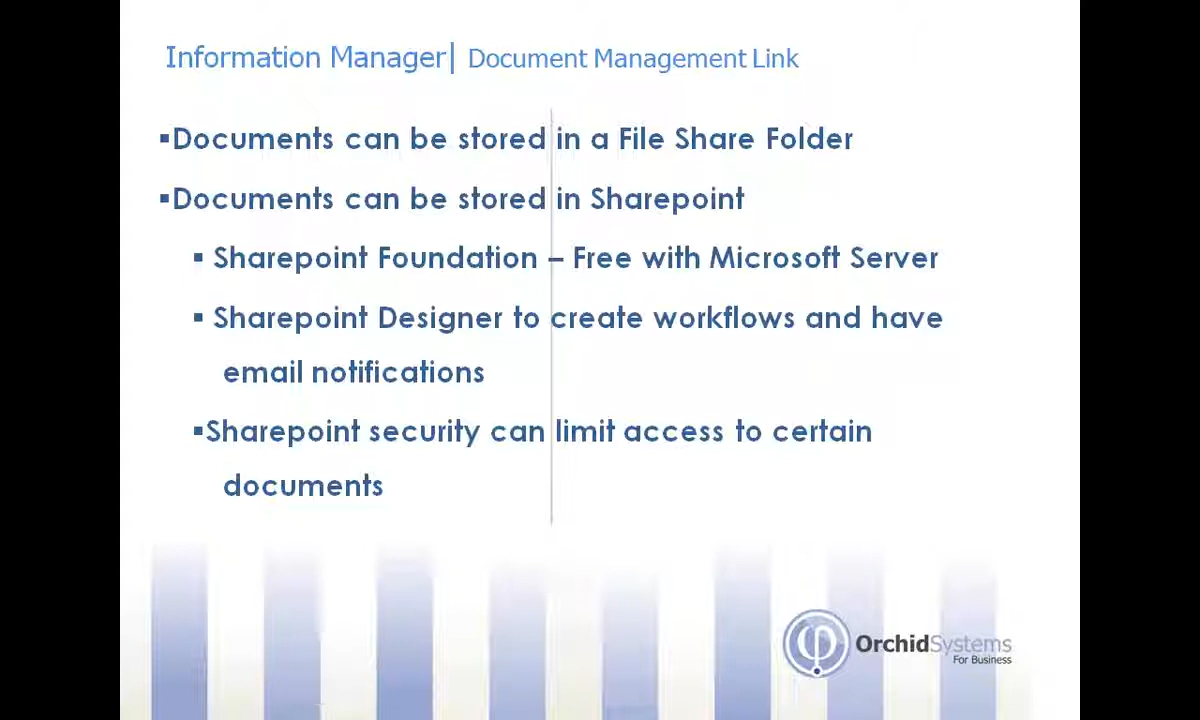 Information Manager| Document Management Link
▪Documents can be stored in a File Share Folder
▪Documents can be stored in Sharepoint
▪ Sharepoint Foundation – Free with Microsoft Server
▪ Sharepoint Designer to create workflows and have
email notifications
▪Sharepoint security can limit access to certain
documents
OrchidSystems
For Business